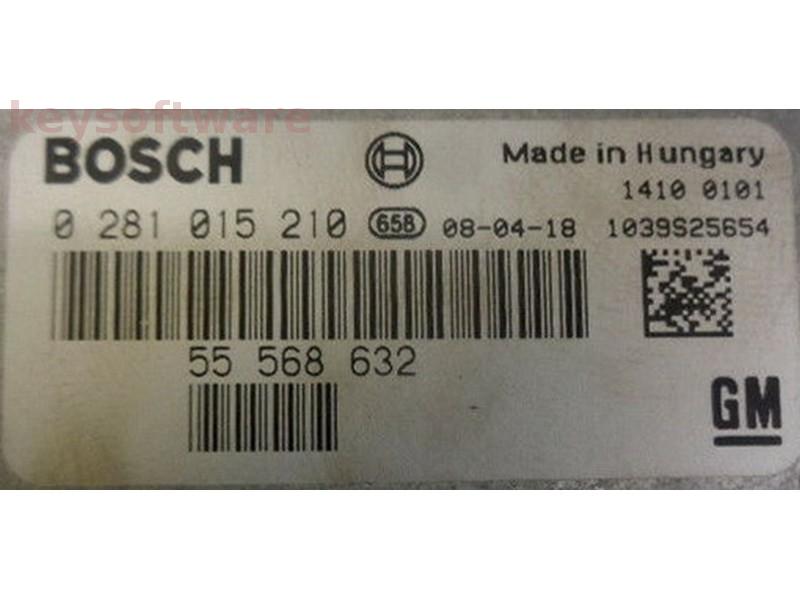 keysoftware
BOSCH Made in Hungary
1410 0101
0 281 015 210 658 08-04-18 1039S25654
55 568 632
GM